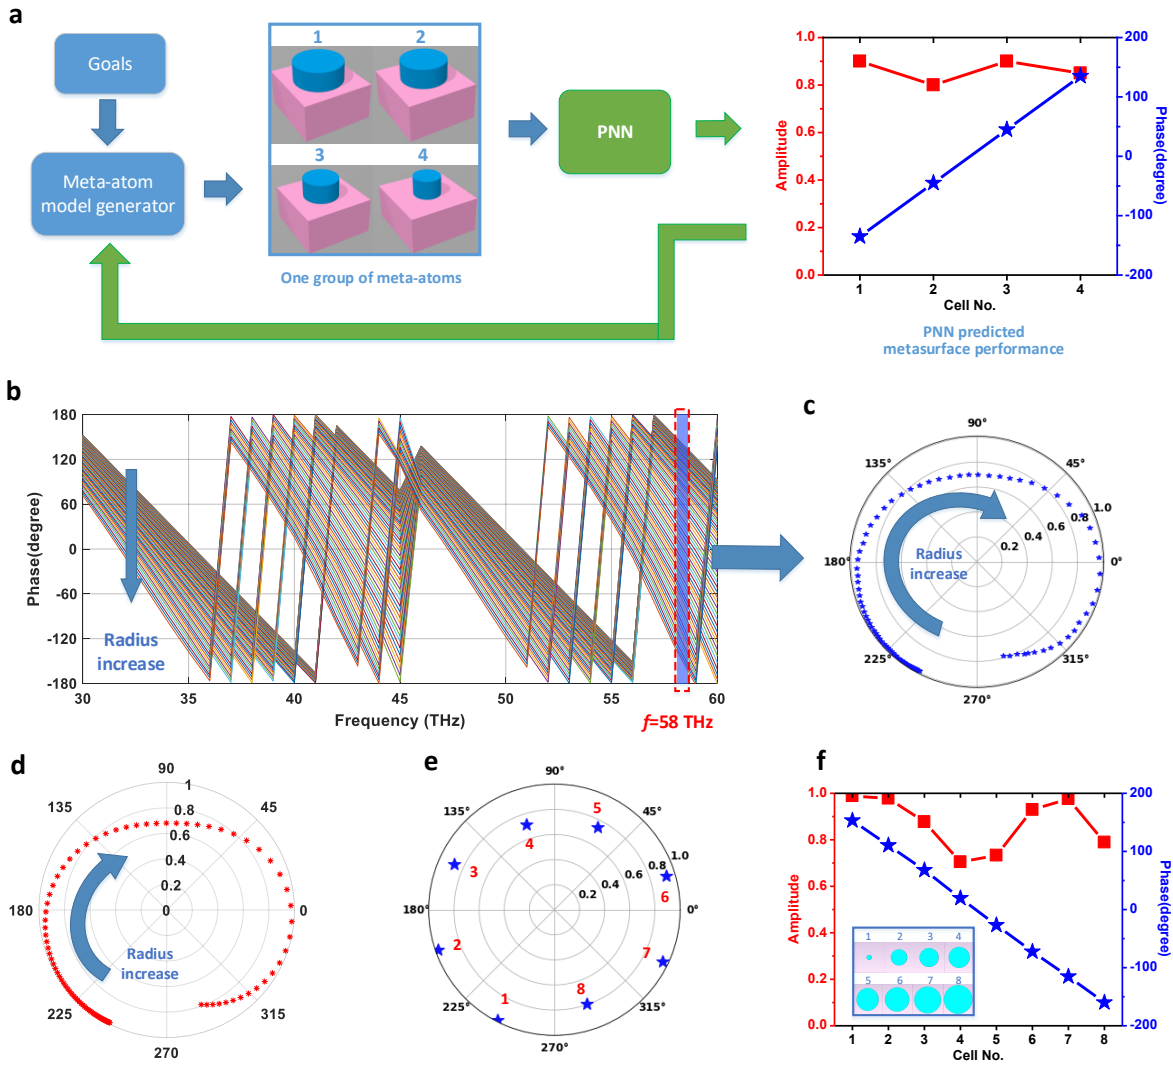 a
Goals
Meta-atom
model generator
1 2
3 4
One group of meta-atoms
PNN
1.0
0.8
0.6
0.4
0.2
0.0
Amplitude
200
100
0
-100
-200
Phase(degree)
1 2 3 4
Cell No.
PNN predicted
metasurface performance
b
180
120
60
0
-60
-120
-180
Phase(degree)
Radius
increase
30 35 40 45 50 55 60
Frequency (THz)
f=58 THz
c
90°
135° 45°
1.0
0.8
0.6
0.4
0.2
180° 0°
Radius
increase
225° 315°
270°
d
90
135 45
1
0.8
0.6
0.4
0.2
180 0 0
Radius
increase
225 315
270
e
90°
135° 45°
5
4
3
1.0
0.8
0.6
0.4
0.2
6
180° 0°
2
7
8
1
225° 315°
270°
f
1.0
0.8
0.6
0.4
0.2
0.0
Amplitude
200
100
0
-100
-200
Phase(degree)
1 2 3 4
5 6 7 8
1 2 3 4 5 6 7 8
Cell No.